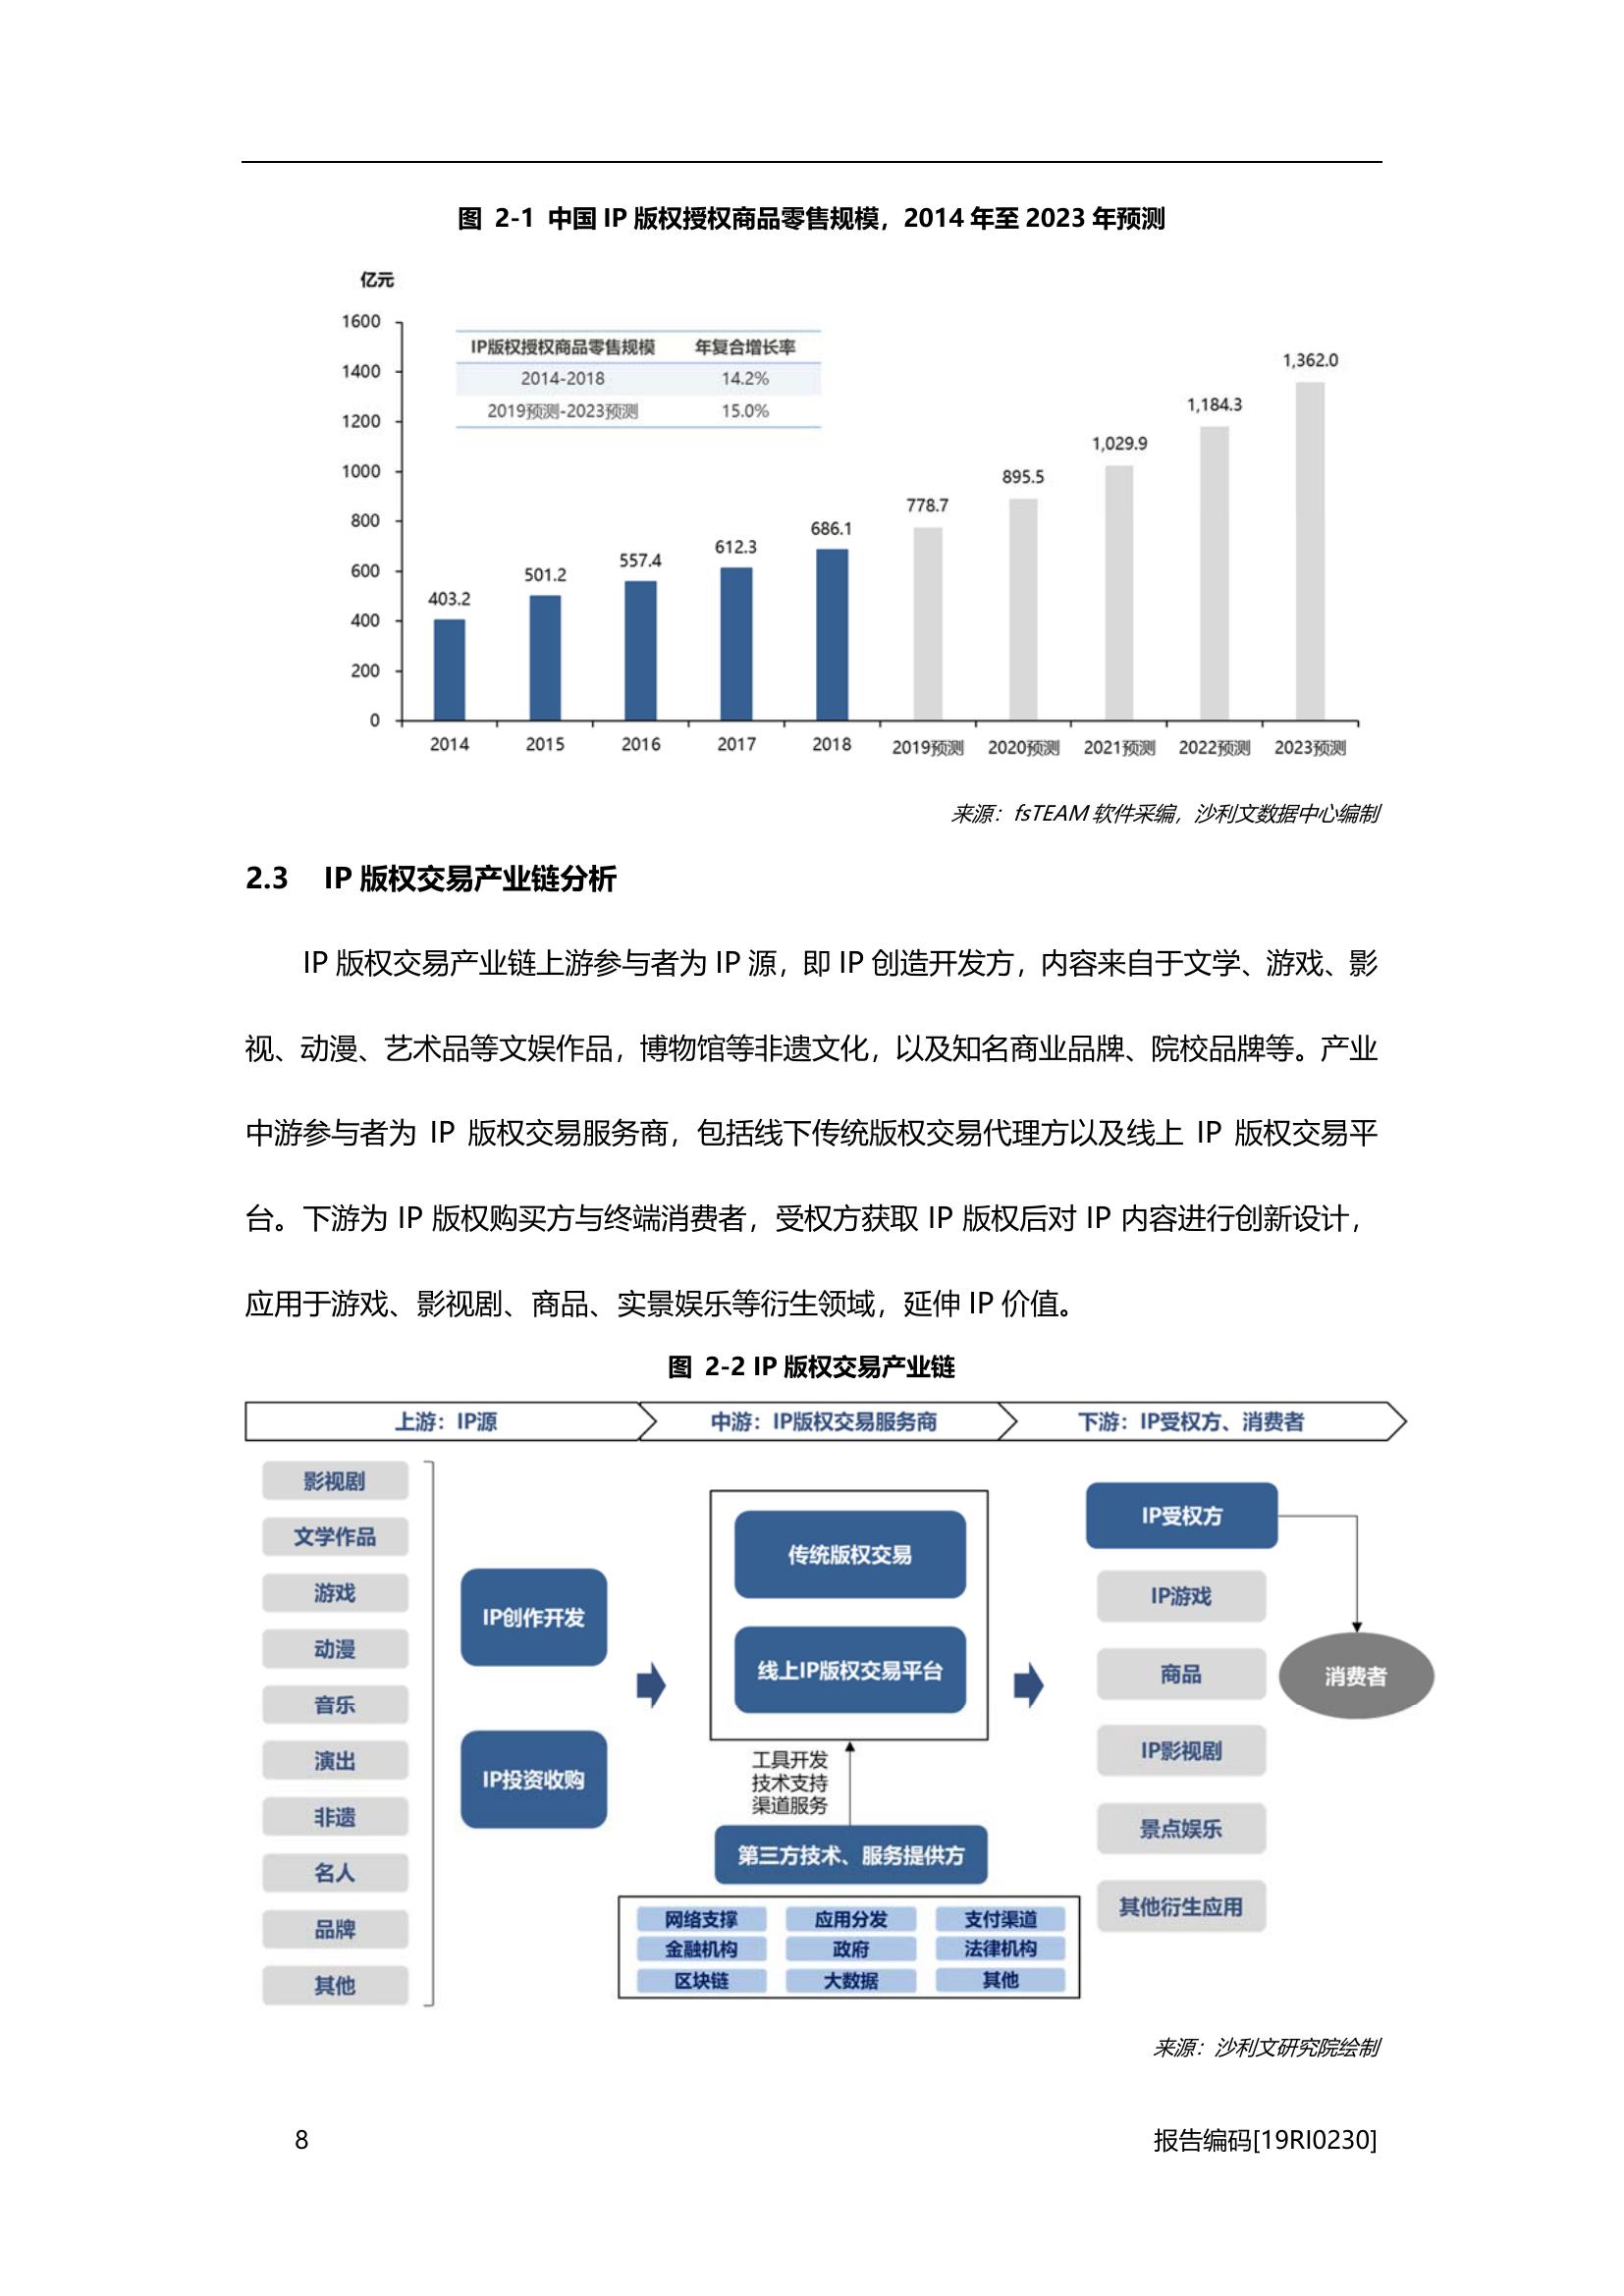 图 2-1 中国 IP 版权授权商品零售规模，2014 年至 2023 年预测
亿元
1600
1400
1200
1000
800
600
400
200
0
IP版权授权商品零售规模 年复合增长率
2014-2018 14.2%
2019预测-2023预测 15.0%
403.2
501.2
557.4
612.3
686.1
778.7
895.5
1,029.9
1,184.3
1,362.0
2014 2015 2016 2017 2018 2019预测 2020预测 2021预测 2022预测 2023预测
来源：fsTEAM 软件采编，沙利文数据中心编制
2.3 IP 版权交易产业链分析
IP 版权交易产业链上游参与者为 IP 源，即 IP 创造开发方，内容来自于文学、游戏、影
视、动漫、艺术品等文娱作品，博物馆等非遗文化，以及知名商业品牌、院校品牌等。产业
中游参与者为 IP 版权交易服务商，包括线下传统版权交易代理方以及线上 IP 版权交易平
台。下游为 IP 版权购买方与终端消费者，受权方获取 IP 版权后对 IP 内容进行创新设计，
应用于游戏、影视剧、商品、实景娱乐等衍生领域，延伸 IP 价值。
图 2-2 IP 版权交易产业链
上游：IP源
中游：IP版权交易服务商
下游：IP受权方、消费者
影视剧
文学作品
游戏
动漫
音乐
演出
非遗
名人
品牌
其他
IP创作开发
IP投资收购
传统版权交易
线上IP版权交易平台
工具开发
技术支持
渠道服务
第三方技术、服务提供方
网络支撑 应用分发 支付渠道
金融机构 政府 法律机构
区块链 大数据 其他
IP受权方
IP游戏
商品
IP影视剧
景点娱乐
其他衍生应用
消费者
来源：沙利文研究院绘制
8
报告编码[19RI0230]